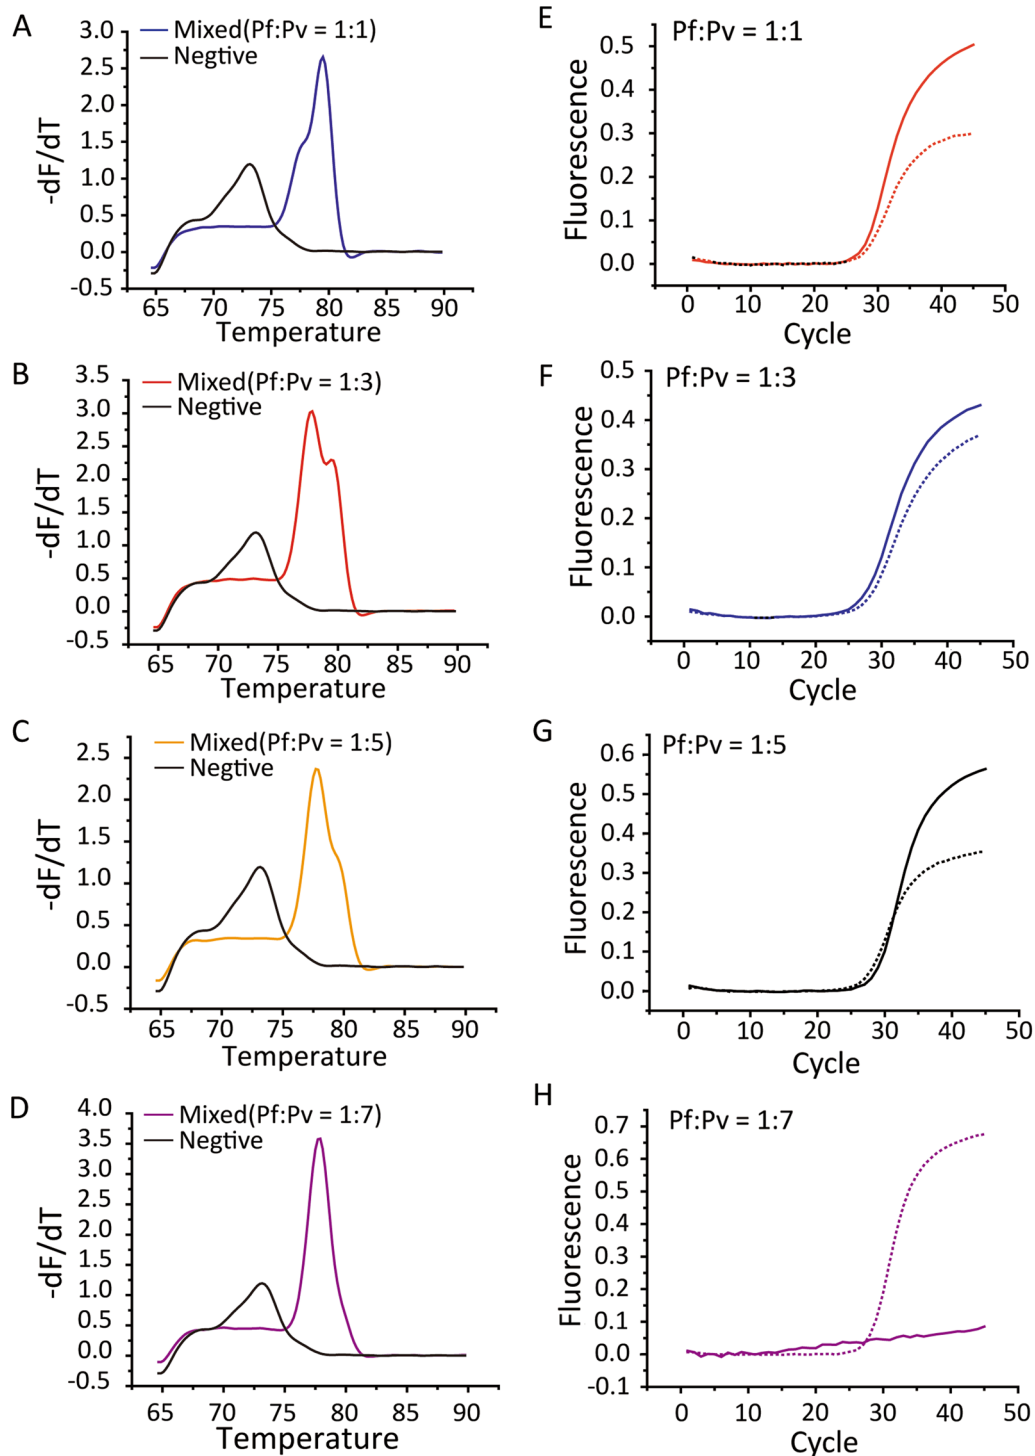 A
Mixed(Pf:Pv = 1:1)
Negtive
3.0
2.5
2.0
1.5
1.0
0.5
0.0
-0.5
-dF/dT
65 70 75 80 85 90
Temperature
E
Pf:Pv = 1:1
0.5
0.4
0.3
0.2
0.1
0.0
Fluorescence
0 10 20 30 40 50
Cycle
B
Mixed(Pf:Pv = 1:3)
Negtive
3.5
3.0
2.5
2.0
1.5
1.0
0.5
0.0
-0.5
-dF/dT
65 70 75 80 85 90
Temperature
F
Pf:Pv = 1:3
0.5
0.4
0.3
0.2
0.1
0.0
Fluorescence
0 10 20 30 40 50
Cycle
C
Mixed(Pf:Pv = 1:5)
Negtive
2.5
2.0
1.5
1.0
0.5
0.0
-0.5
-dF/dT
65 70 75 80 85 90
Temperature
G
Pf:Pv = 1:5
0.6
0.5
0.4
0.3
0.2
0.1
0.0
Fluorescence
0 10 20 30 40 50
Cycle
D
Mixed(Pf:Pv = 1:7)
Negtive
4.0
3.5
3.0
2.5
2.0
1.5
1.0
0.5
0.0
-0.5
-dF/dT
65 70 75 80 85 90
Temperature
H
Pf:Pv = 1:7
0.7
0.6
0.5
0.4
0.3
0.2
0.1
0.0
-0.1
Fluorescence
0 10 20 30 40 50
Cycle